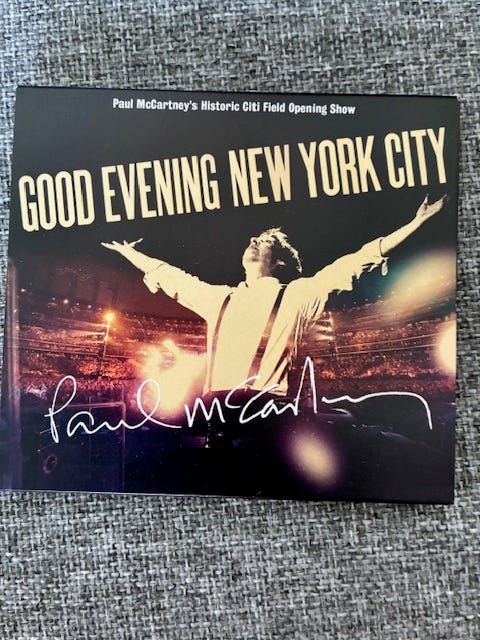 Paul McCartney's Historic Citi Field Opening Show
GOOD EVENING NEW YORK CITY
Paul McCartney